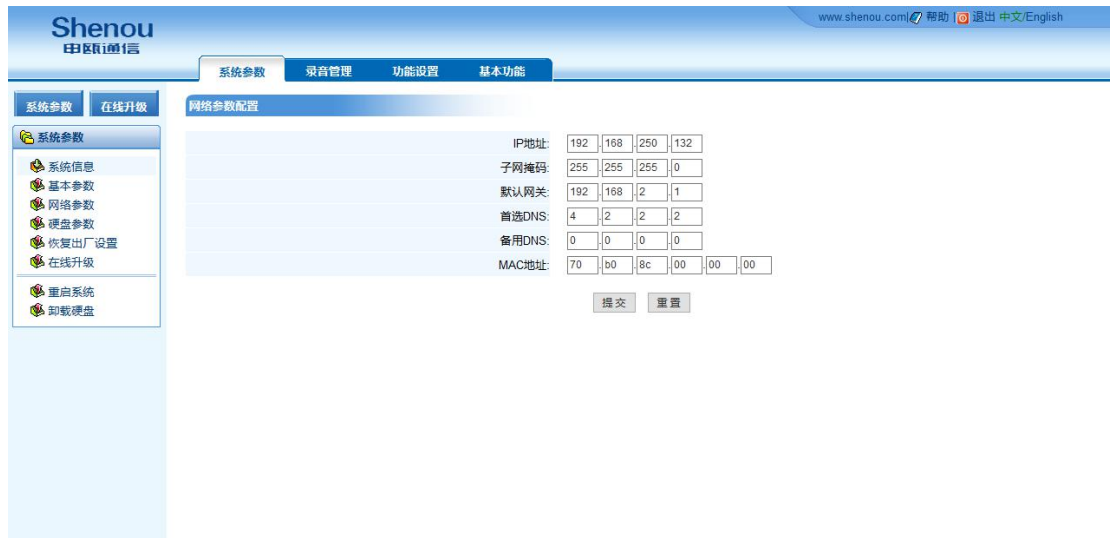 www.shenou.com| 帮助 | 退出 中文/English
Shenou
申瓯通信
系统参数 录音管理 功能设置 基本功能
系统参数 在线升级
系统参数
系统信息
基本参数
网络参数
硬盘参数
恢复出厂设置
在线升级
重启系统
卸载硬盘
网络参数配置
IP地址: 192 .168 .250 .132
子网掩码: 255 .255 .255 .0
默认网关: 192 .168 .2 .1
首选DNS: 4 .2 .2 .2
备用DNS: 0 .0 .0 .0
MAC地址: 70 .b0 .8c .00 .00 .00
提交 重置